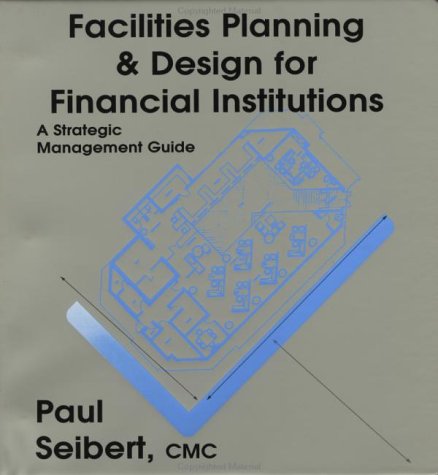 Facilities Planning
& Design for
Financial Institutions
A Strategic
Management Guide
Paul
Seibert, CMC